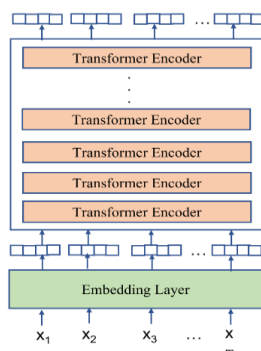 ...
Transformer Encoder
.
.
.
Transformer Encoder
Transformer Encoder
Transformer Encoder
Transformer Encoder
...
Embedding Layer
x1 x2 x3 ... x